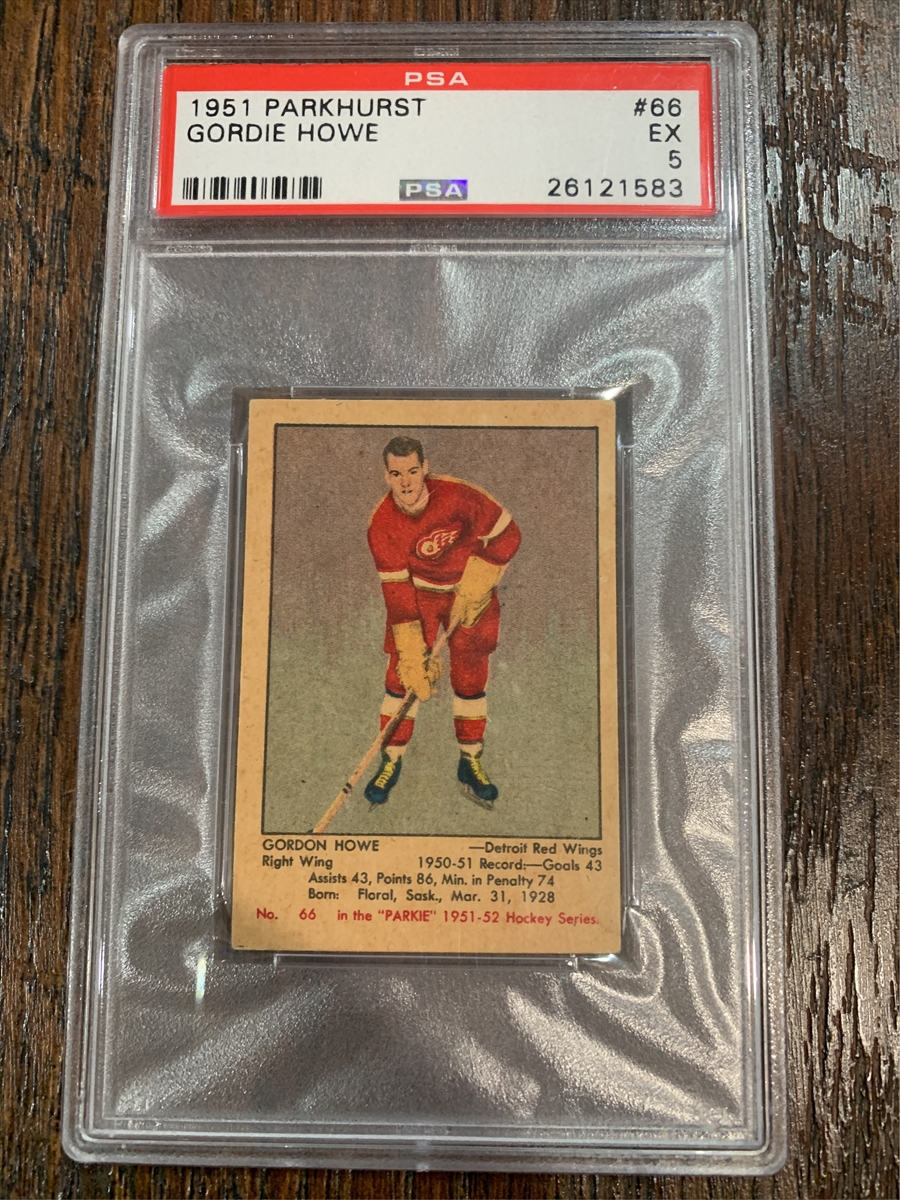 PSA
1951 PARKHURST #66
GORDIE HOWE EX
5
PSA 26121583
GORDON HOWE —Detroit Red Wings
Right Wing 1950-51 Record:—Goals 43
Assists 43, Points 86, Min. in Penalty 74
Born: Floral, Sask., Mar. 31, 1928
No. 66 in the "PARKIE" 1951-52 Hockey Series.